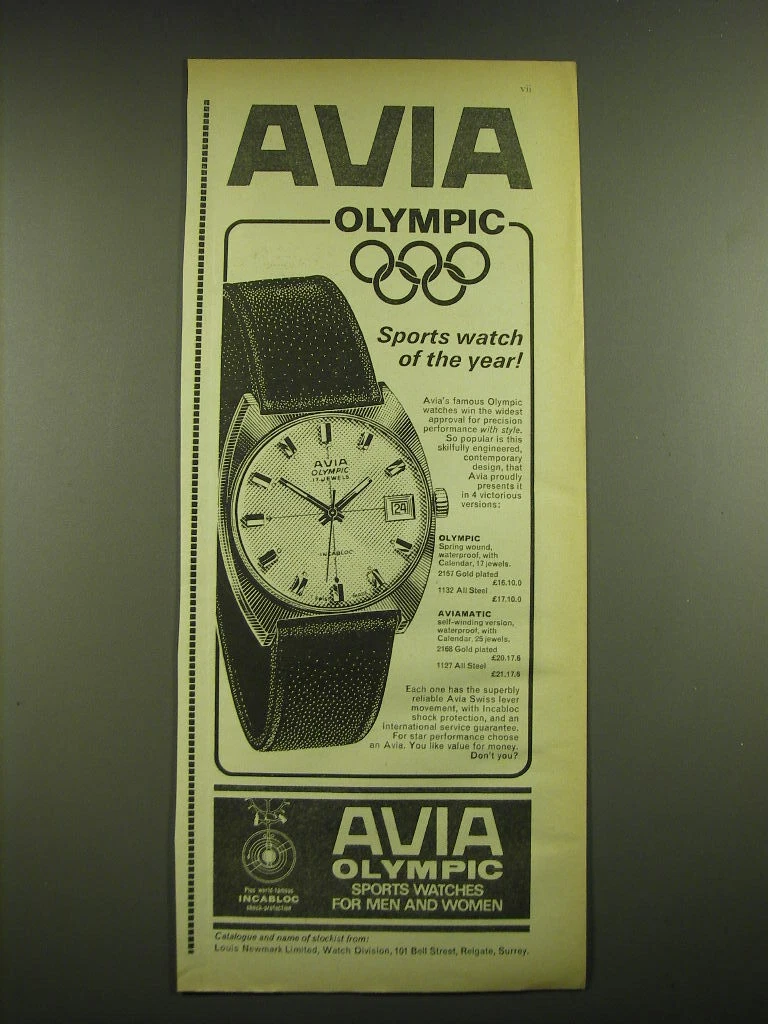 vii
AVIA
OLYMPIC
Sports watch
of the year!
Avia's famous Olympic
watches win the widest
approval for precision
performance with style.
So popular is this
skilfully engineered,
contemporary
design, that
Avia proudly
presents it
in 4 victorious
versions:
AVIA
OLYMPIC
17 JEWELS
24
INCABLOC
OLYMPIC
Spring wound,
waterproof, with
Calendar, 17 jewels.
2157 Gold plated
£16.10.0
1132 All Steel
£17.10.0
AVIAMATIC
self-winding version,
waterproof, with
Calendar, 25 jewels.
2168 Gold plated
£20.17.6
1127 All Steel
£21.17.6
Each one has the superbly
reliable Avia Swiss lever
movement, with Incabloc
shock protection, and an
international service guarantee.
For star performance choose
an Avia. You like value for money.
Don't you?
Plus world-famous
INCABLOC
shock-protection
AVIA
OLYMPIC
SPORTS WATCHES
FOR MEN AND WOMEN
Catalogue and name of stockist from:
Louis Newmark Limited, Watch Division, 101 Bell Street, Reigate, Surrey.